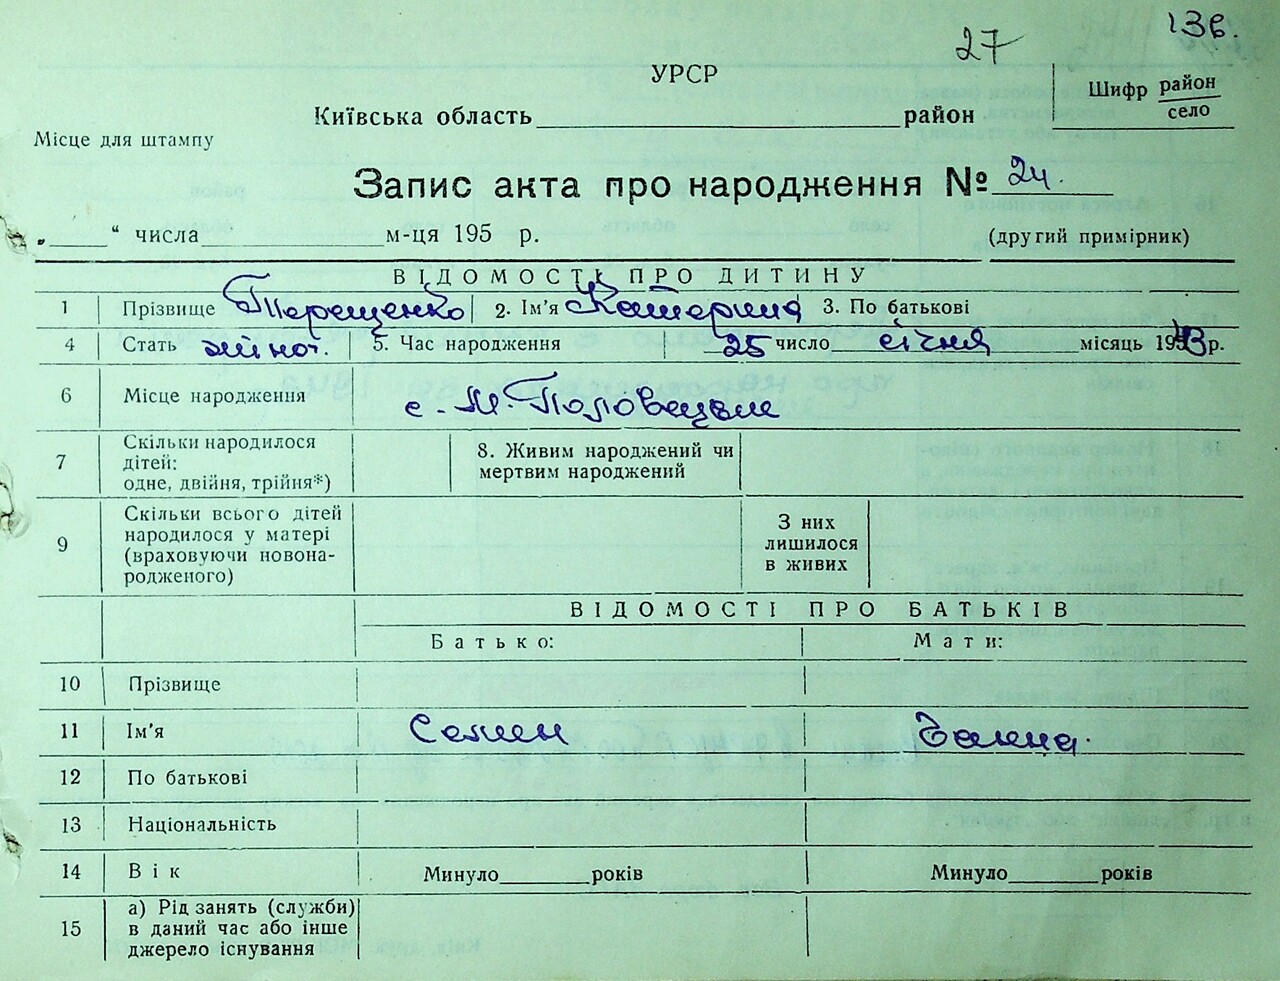 27 13в.
УРСР
Київська область район
Шифр район
село
Місце для штампу
Запис акта про народження № 24.
„ “ числа м-ця 195 р. (другий примірник)
ВІДОМОСТІ ПРО ДИТИНУ
1 Прізвище Терещенко 2. Ім'я Катерина 3. По батькові
4 Стать жіноч. 5. Час народження 25 число січня місяць 19 3 р.
6 Місце народження с. М. Половецьке
7 Скільки народилося
дітей:
одне, двійня, трійня*)
8. Живим народжений чи
мертвим народжений
9 Скільки всього дітей
народилося у матері
(враховуючи новона-
родженого)
З них
лишилося
в живих
ВІДОМОСТІ ПРО БАТЬКІВ
Батько: Мати:
10 Прізвище
11 Ім'я Семен Галина.
12 По батькові
13 Національність
14 Вік Минуло років Минуло років
15 а) Рід занять (служби)
в даний час або інше
джерело існування